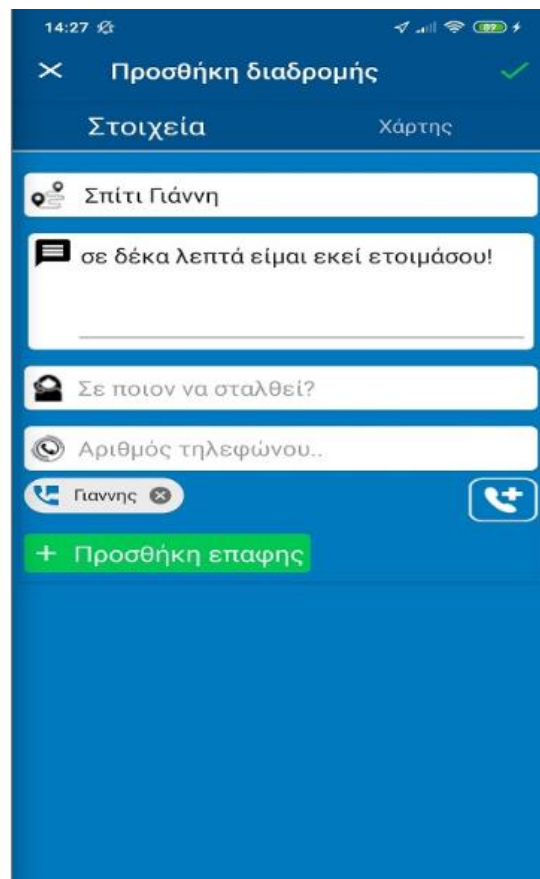 14:27
89
Προσθήκη διαδρομής
Στοιχεία Χάρτης
Σπίτι Γιάννη
σε δέκα λεπτά είμαι εκεί ετοιμάσου!
Σε ποιον να σταλθεί?
Αριθμός τηλεφώνου..
Γιαννης
+ Προσθήκη επαφης